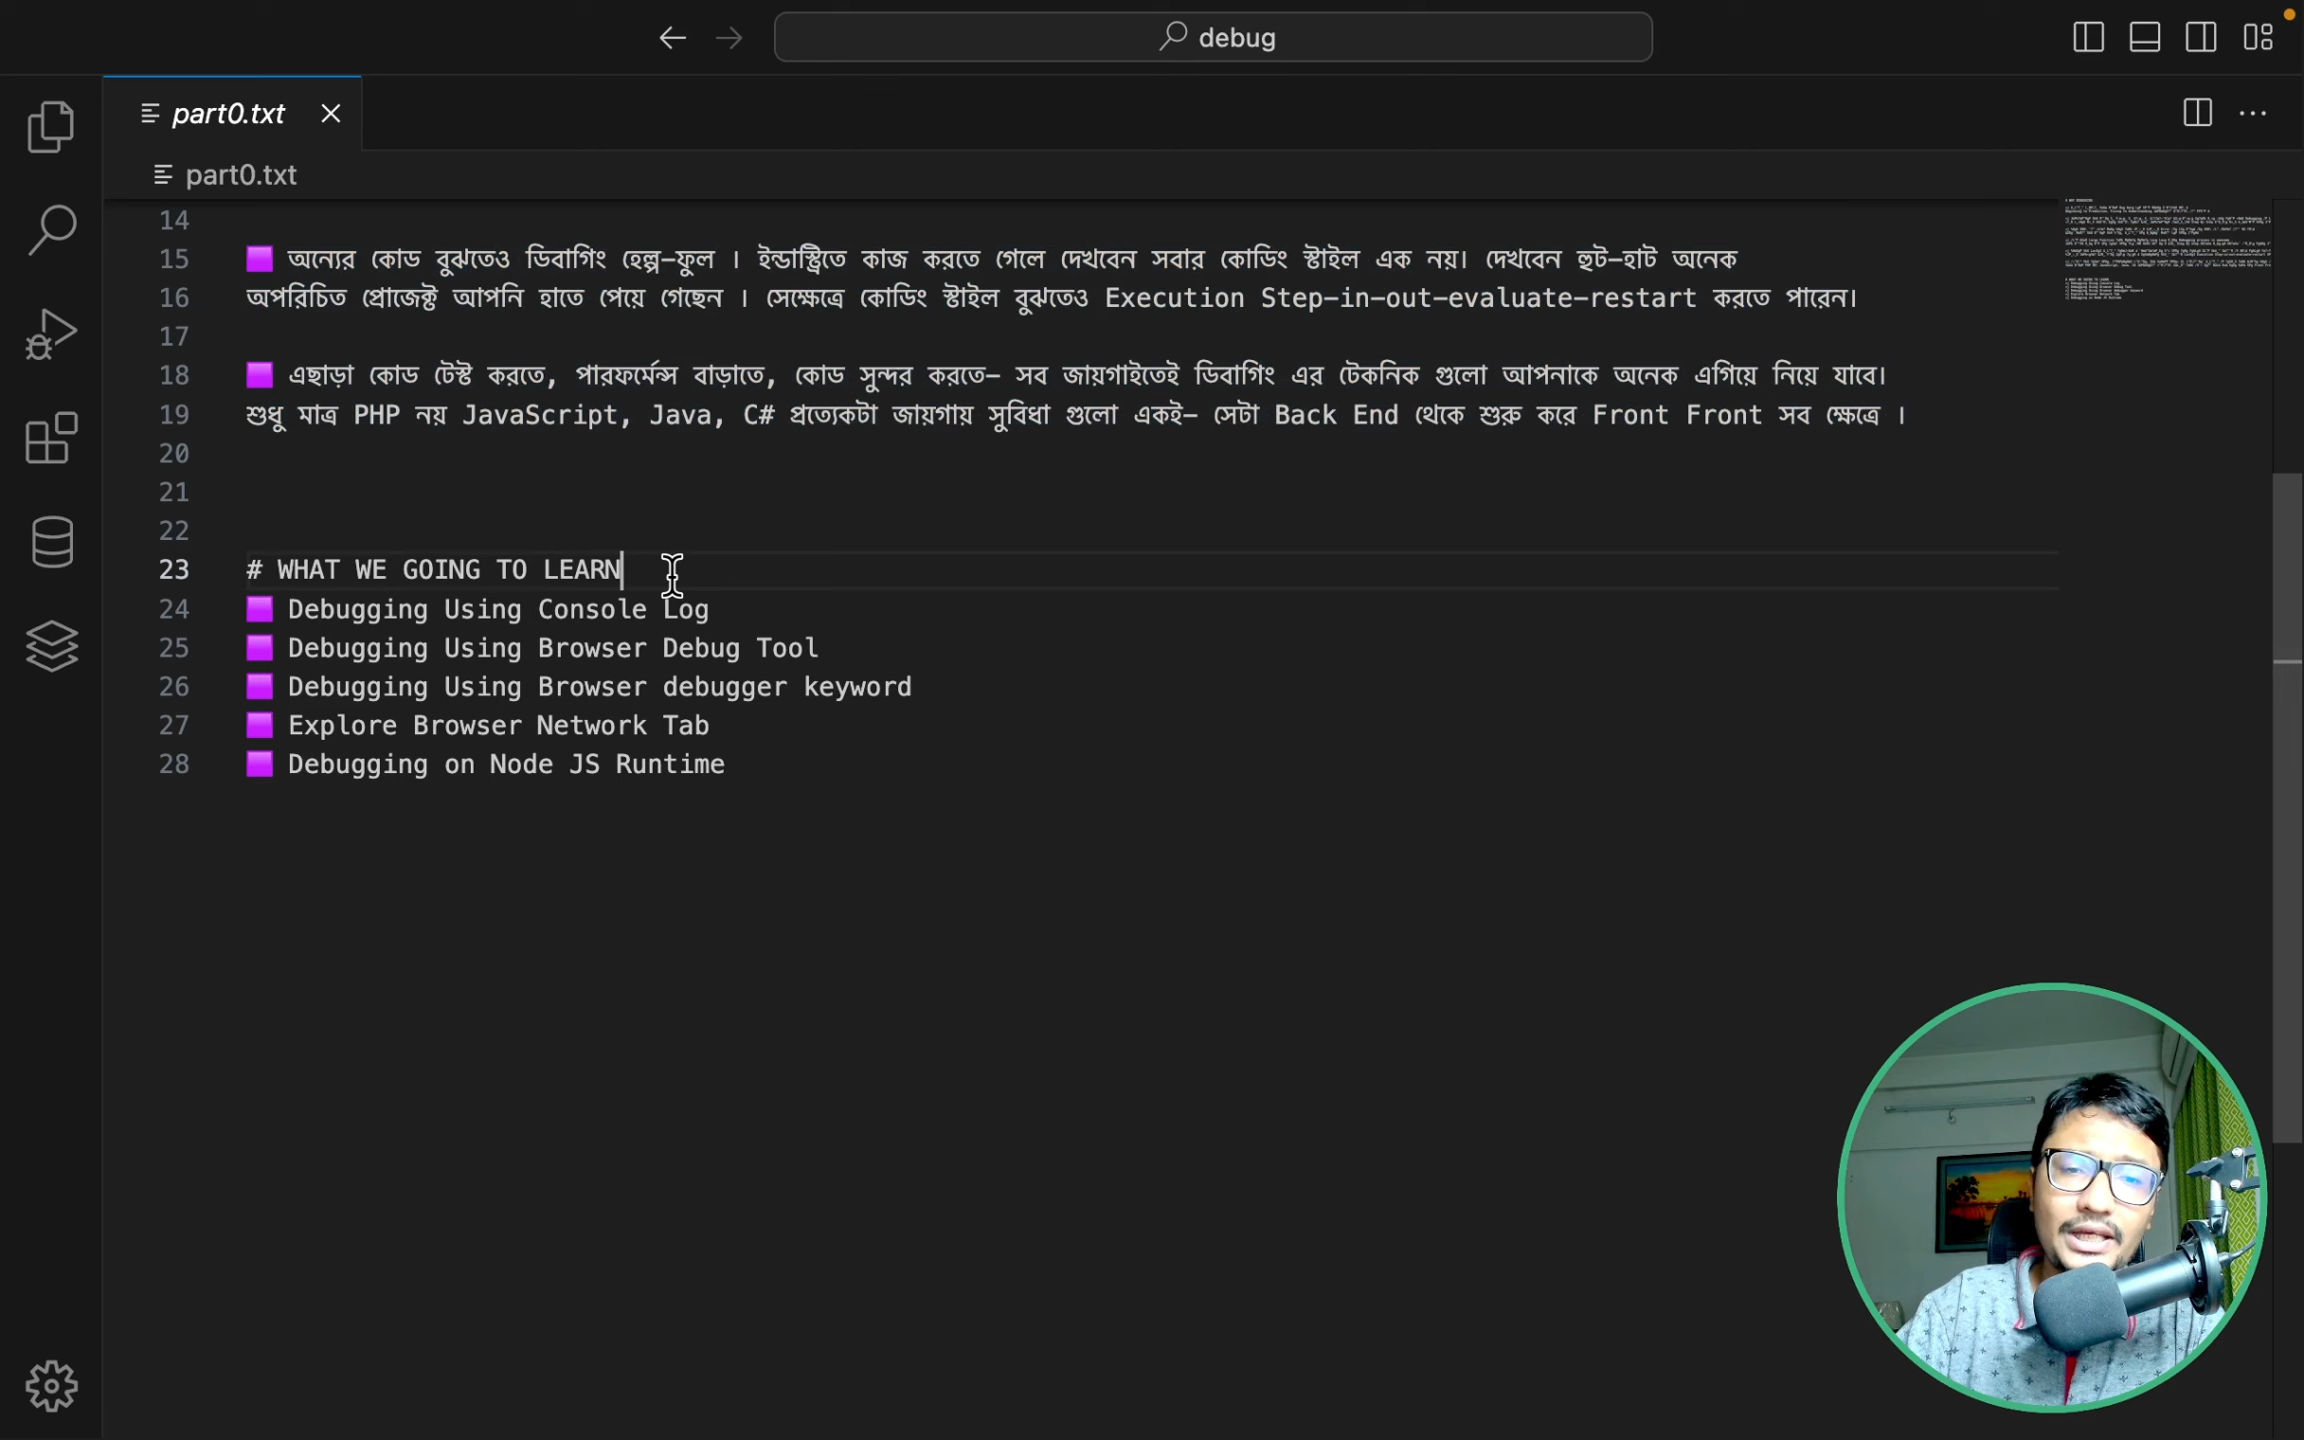 debug
part0.txt
part0.txt
14
15 🟪 অন্যের কোড বুঝতেও ডিবাগিং হেল্প-ফুল । ইন্ডাস্ট্রিতে কাজ করতে গেলে দেখবেন সবার কোডিং স্টাইল এক নয়। দেখবেন হুট-হাট অনেক
16 অপরিচিত প্রোজেক্ট আপনি হাতে পেয়ে গেছেন । সেক্ষেত্রে কোডিং স্টাইল বুঝতেও Execution Step-in-out-evaluate-restart করতে পারেন।
17
18 🟪 এছাড়া কোড টেস্ট করতে, পারফর্মেন্স বাড়াতে, কোড সুন্দর করতে- সব জায়গাইতেই ডিবাগিং এর টেকনিক গুলো আপনাকে অনেক এগিয়ে নিয়ে যাবে।
19 শুধু মাত্র PHP নয় JavaScript, Java, C# প্রত্যেকটা জায়গায় সুবিধা গুলো একই- সেটা Back End থেকে শুরু করে Front Front সব ক্ষেত্রে ।
20
21
22
23 # WHAT WE GOING TO LEARN
24 🟪 Debugging Using Console Log
25 🟪 Debugging Using Browser Debug Tool
26 🟪 Debugging Using Browser debugger keyword
27 🟪 Explore Browser Network Tab
28 🟪 Debugging on Node JS Runtime